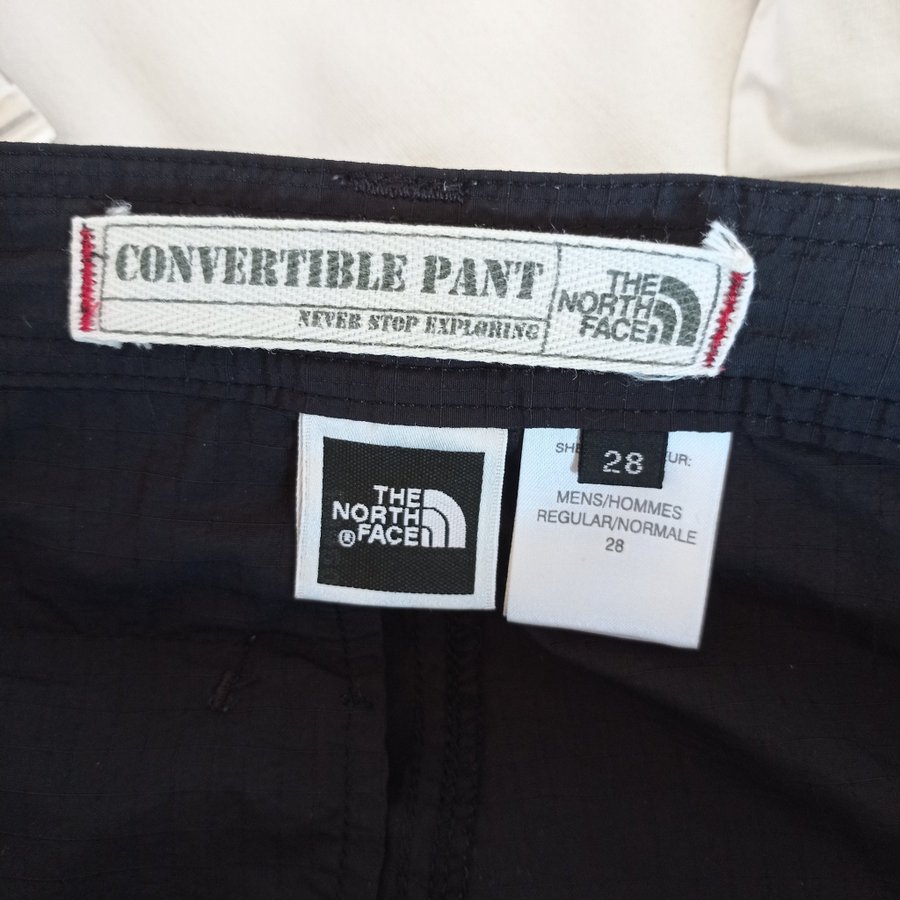 CONVERTIBLE PANT
NEVER STOP EXPLORING
THE
NORTH
FACE
THE
NORTH
® FACE
28
MENS/HOMMES
REGULAR/NORMALE
28